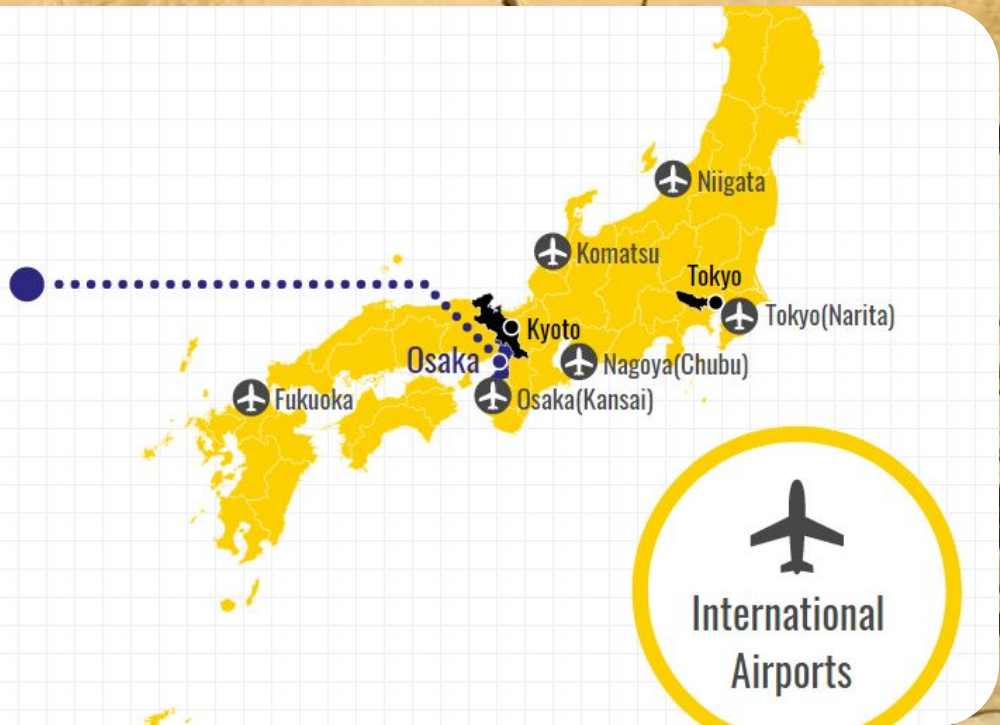 Niigata
Komatsu
Tokyo
Tokyo(Narita)
Kyoto
Osaka
Nagoya(Chubu)
Fukuoka
Osaka(Kansai)
International
Airports